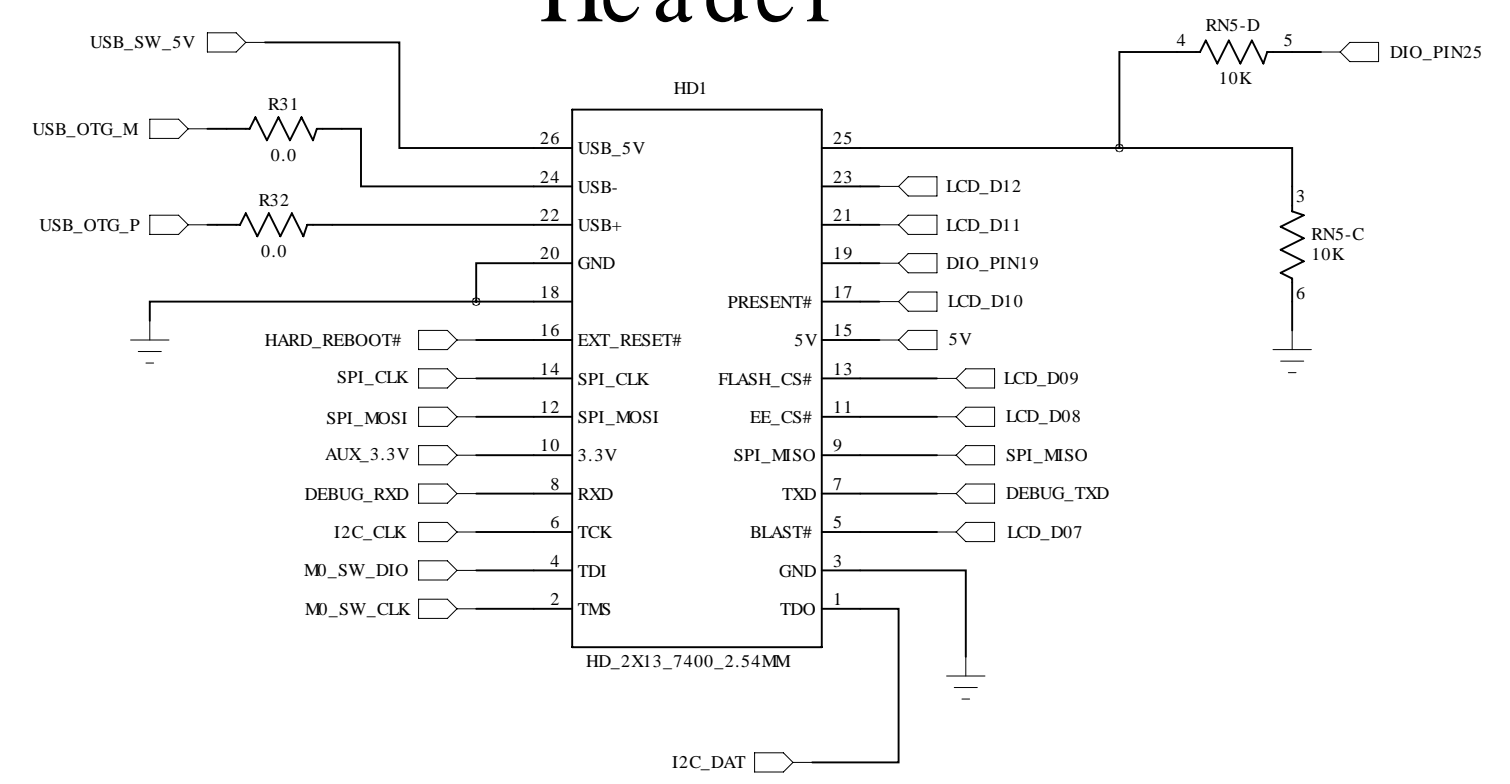 Header
USB_SW_5V
RN5-D
4
5
DIO_PIN25
10K
HD1
R31
USB_OTG_M
0.0
26
USB_5V
25
24
USB-
23
LCD_D12
3
R32
USB_OTG_P
0.0
22
USB+
21
LCD_D11
RN5-C
10K
20
GND
19
DIO_PIN19
6
18
PRESENT#
17
LCD_D10
HARD_REBOOT#
16
EXT_RESET#
5V
15
5V
SPI_CLK
14
SPI_CLK
FLASH_CS#
13
LCD_D09
SPI_MOSI
12
SPI_MOSI
EE_CS#
11
LCD_D08
AUX_3.3V
10
3.3V
SPI_MISO
9
SPI_MISO
DEBUG_RXD
8
RXD
TXD
7
DEBUG_TXD
I2C_CLK
6
TCK
BLAST#
5
LCD_D07
M0_SW_DIO
4
TDI
GND
3
M0_SW_CLK
2
TMS
TDO
1
HD_2X13_7400_2.54MM
I2C_DAT